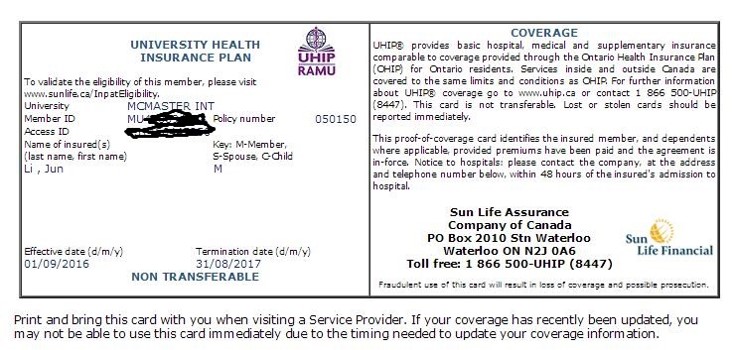 UNIVERSITY HEALTH
INSURANCE PLAN
UHIP
RAMU
To validate the eligibility of this member, please visit
www.sunlife.ca/InpatEligibility.
University MCMASTER INT
Member ID Policy number 050150
Access ID
Name of insured(s) Key: M-Member,
(last name, first name) S-Spouse, C-Child
Li , Jun M
Effective date (d/m/y) Termination date (d/m/y)
01/09/2016 31/08/2017
NON TRANSFERABLE
COVERAGE
UHIP® provides basic hospital, medical and supplementary insurance
comparable to coverage provided through the Ontario Health Insurance Plan
(OHIP) for Ontario residents. Services inside and outside Canada are
covered to the same limits and conditions as OHIP. For further information
about UHIP® coverage go to www.uhip.ca or contact 1 866 500-UHIP
(8447). This card is not transferable. Lost or stolen cards should be
reported immediately.
This proof-of-coverage card identifies the insured member, and dependents
where applicable, provided premiums have been paid and the agreement is
in-force. Notice to hospitals: please contact the company, at the address
and telephone number below, within 48 hours of the insured's admission to
hospital.
Sun Life Assurance
Company of Canada
PO Box 2010 Stn Waterloo
Waterloo ON N2J 0A6
Toll free: 1 866 500-UHIP (8447)
Sun
Life Financial
Fraudulent use of this card will result in loss of coverage and possible prosecution.
Print and bring this card with you when visiting a Service Provider. If your coverage has recently been updated, you
may not be able to use this card immediately due to the timing needed to update your coverage information.